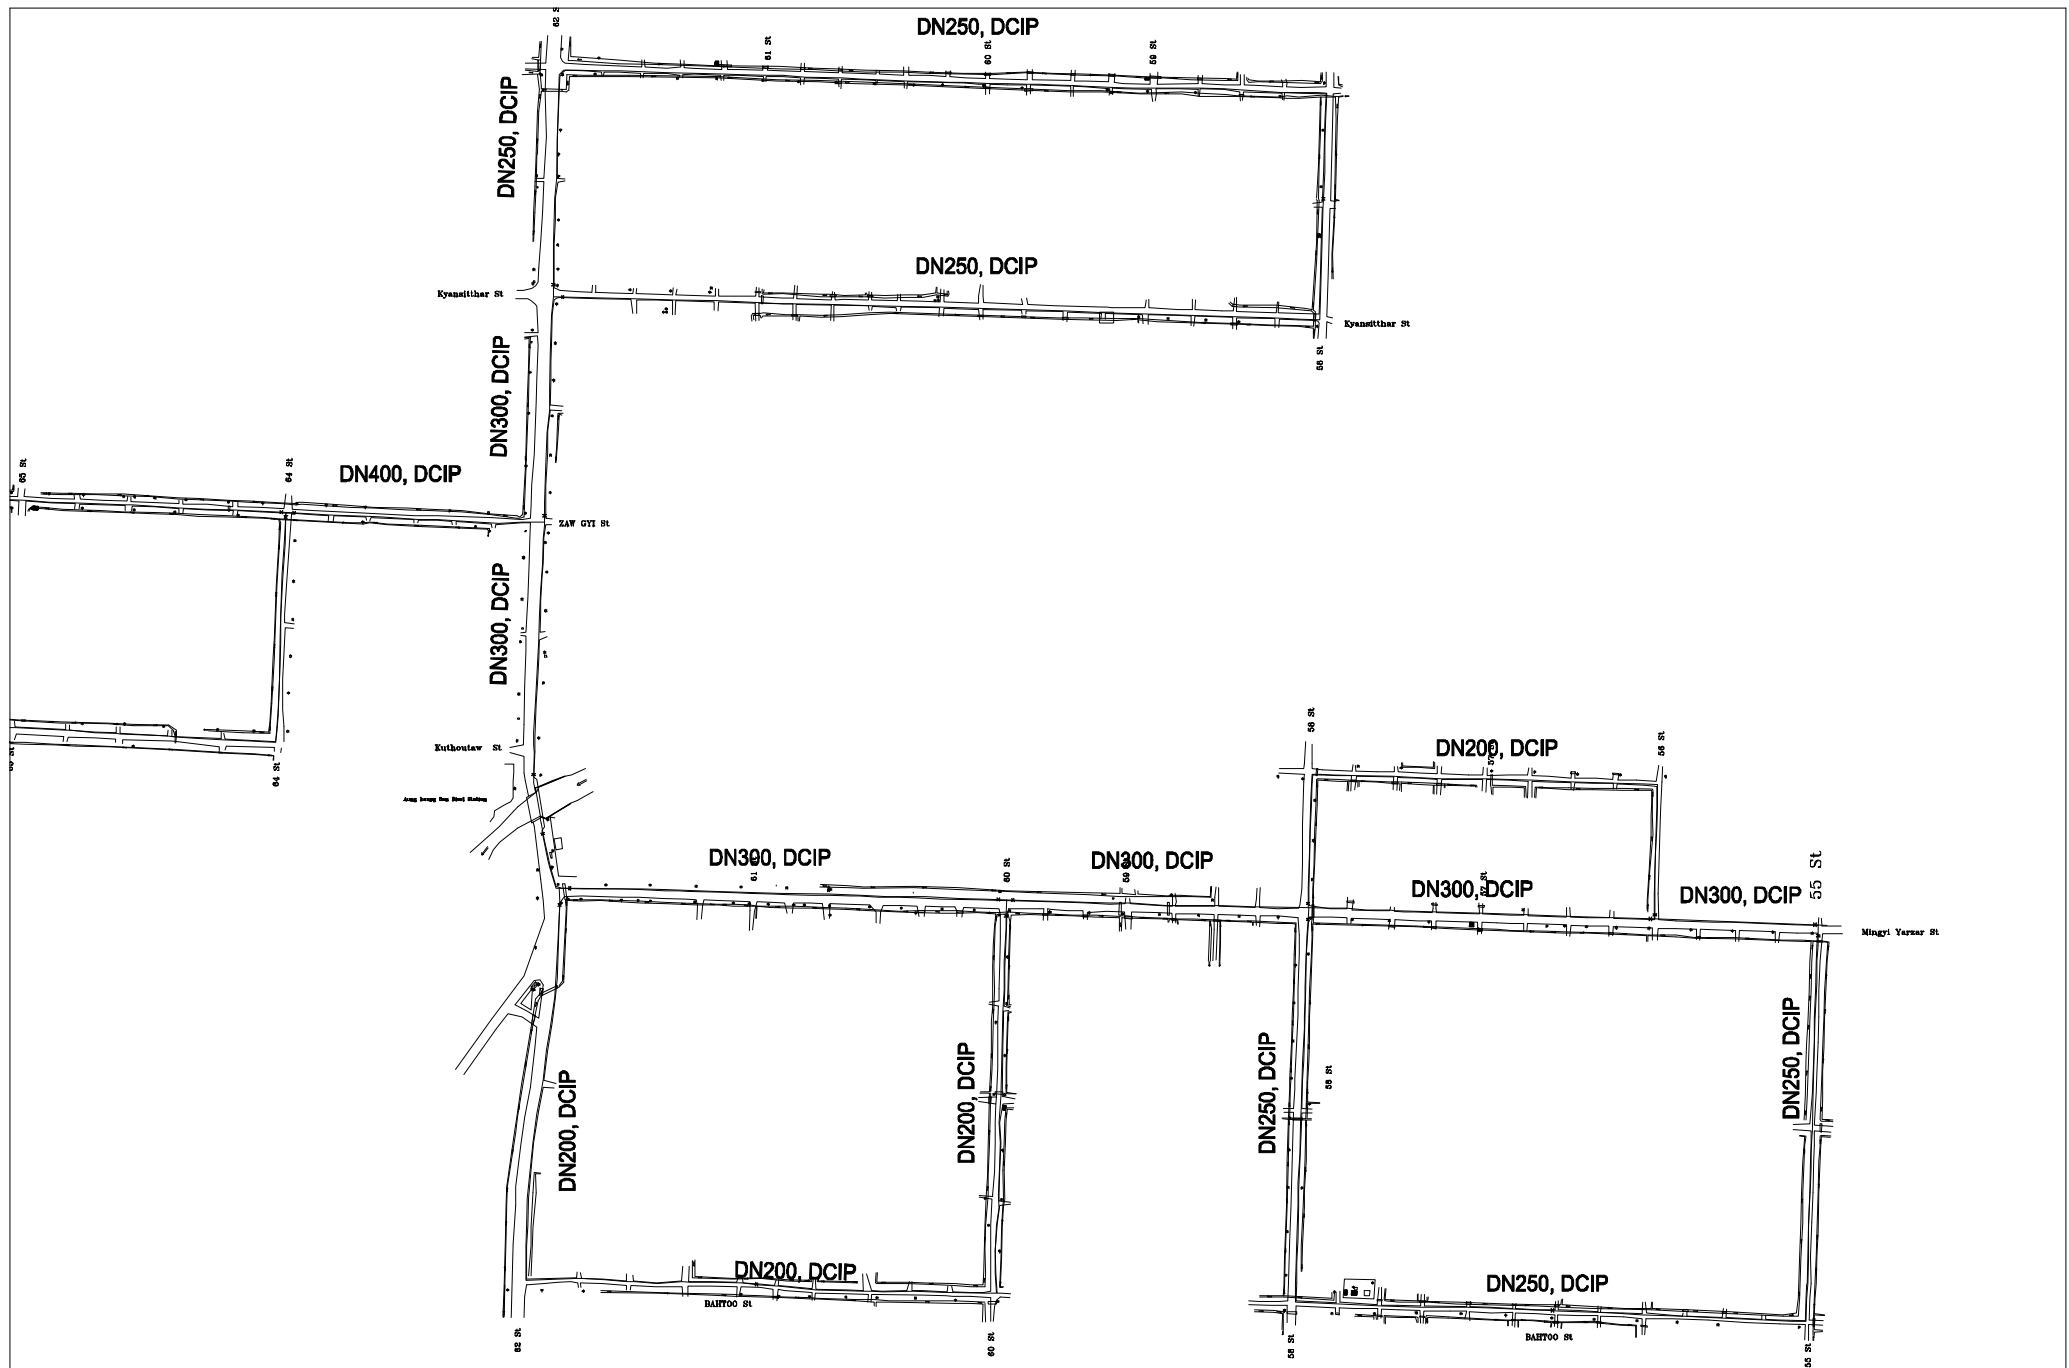 DN250, DCIP
62 St
61 St
60 St
59 St
DN250, DCIP
DN250, DCIP
Kyansitthar St
Kyansitthar St
58 St
DN300, DCIP
65 St
64 St
DN400, DCIP
ZAW GYI St
DN300, DCIP
Kuthoutaw St
64 St
58 St
DN200, DCIP
56 St
DN300, DCIP
61
60 St
DN300, DCIP
59
DN300, DCIP
57 St
DN300, DCIP
55 St
Mingyi Yarzar St
DN200, DCIP
DN200, DCIP
DN250, DCIP
58 St
DN250, DCIP
DN200, DCIP
BAHTOO St
DN250, DCIP
BAHTOO St
62 St
60 St
58 St
55 St